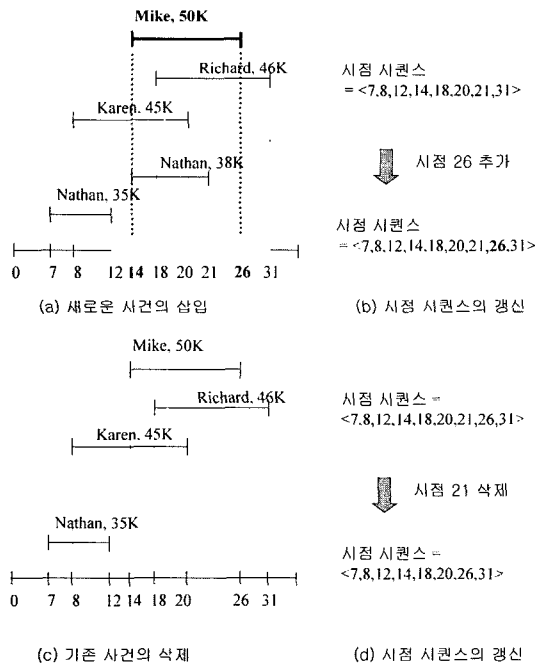 Mike, 50K
Richard, 46K
Karen, 45K
Nathan, 38K
Nathan, 35K
0 7 8 12 14 18 20 21 26 31
(a) 새로운 사건의 삽입
시점 시퀀스
= <7,8,12,14,18,20,21,31>
시점 26 추가
시점 시퀀스
= <7,8,12,14,18,20,21,26,31>
(b) 시점 시퀀스의 갱신
Mike, 50K
Richard, 46K
Karen, 45K
Nathan, 35K
0 7 8 12 14 18 20 26 31
(c) 기존 사건의 삭제
시점 시퀀스 =
<7,8,12,14,18,20,21,26,31>
시점 21 삭제
시점 시퀀스 =
<7,8,12,14,18,20,26,31>
(d) 시점 시퀀스의 갱신